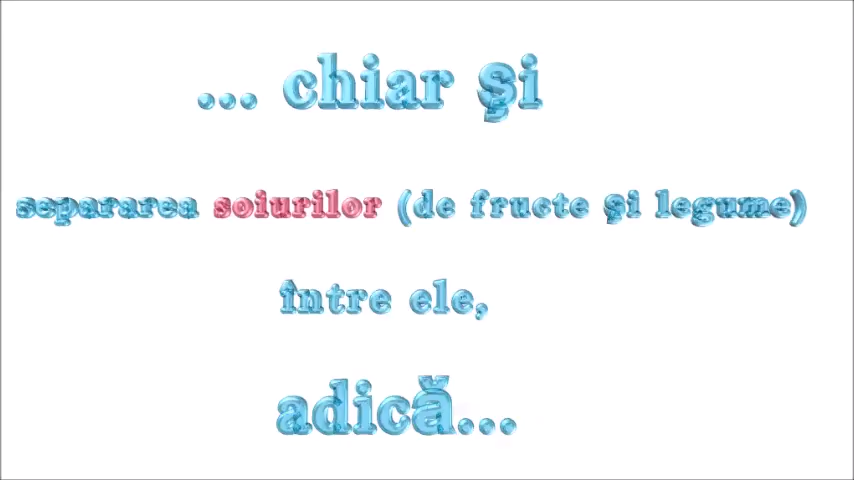 ... chiar şi
separarea soiurilor (de fructe şi legume)
între ele,
adică...